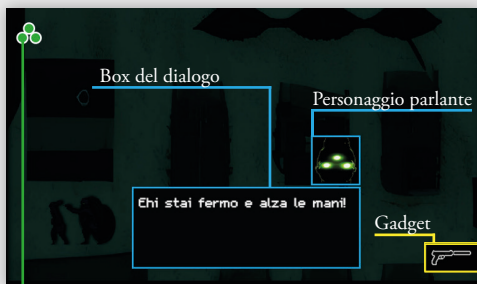 Box del dialogo
Personaggio parlante
Ehi stai fermo e alza le mani!
Gadget